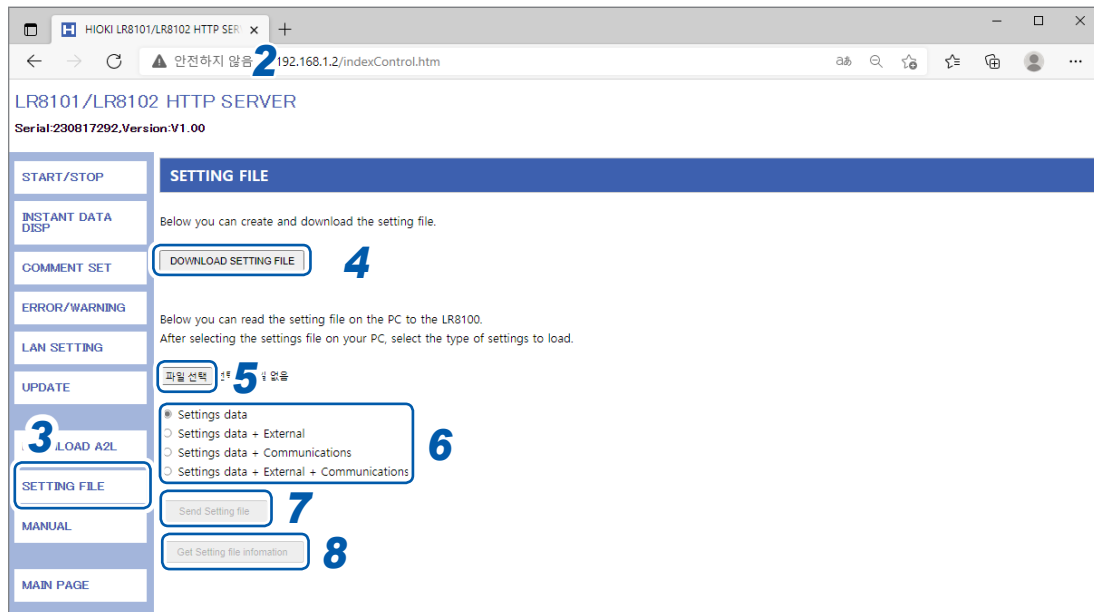 HIOKI LR8101/LR8102 HTTP SER
안전하지 않음
2
192.168.1.2/indexControl.htm
LR8101/LR8102 HTTP SERVER
Serial:230817292,Version:V1.00
START/STOP
INSTANT DATA
DISP
COMMENT SET
ERROR/WARNING
LAN SETTING
UPDATE
3
LOAD A2L
SETTING FILE
MANUAL
MAIN PAGE
SETTING FILE
Below you can create and download the setting file.
DOWNLOAD SETTING FILE
4
Below you can read the setting file on the PC to the LR8100.
After selecting the settings file on your PC, select the type of settings to load.
파일 선택
5
없음
Settings data
Settings data + External
Settings data + Communications
Settings data + External + Communications
6
Send Setting file
7
Get Setting file infomation
8